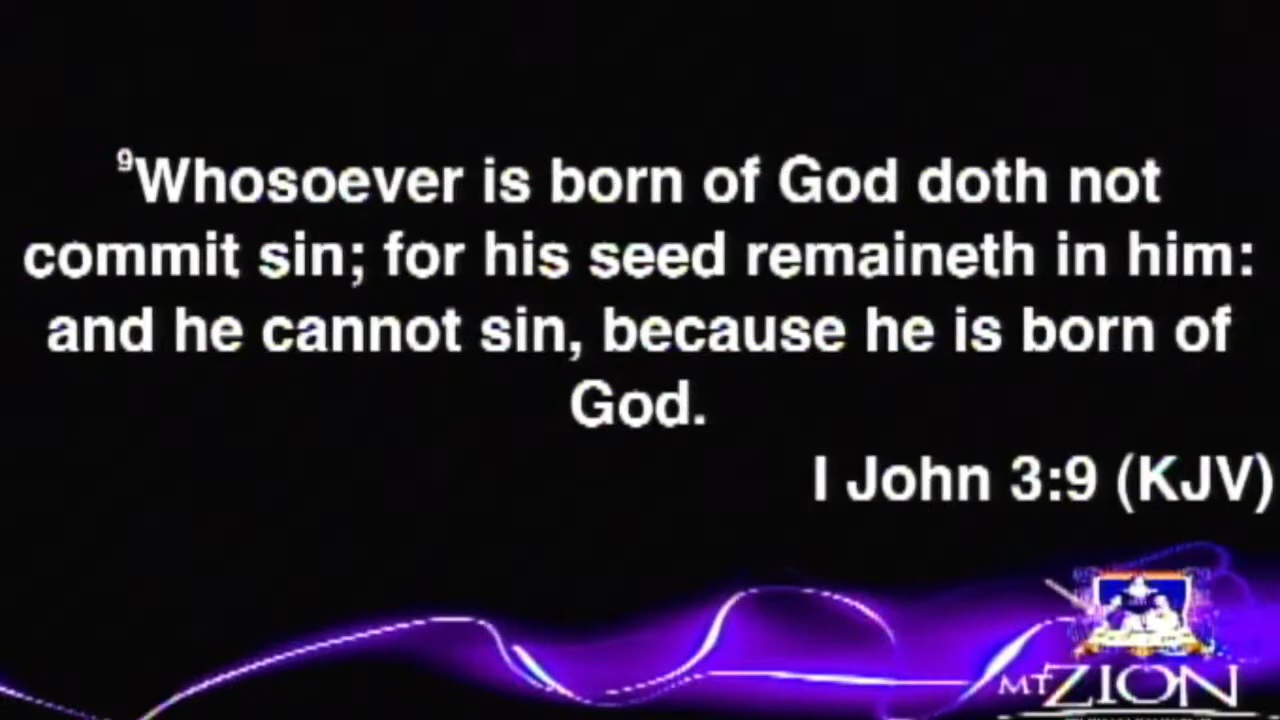 ⁹Whosoever is born of God doth not
commit sin; for his seed remaineth in him:
and he cannot sin, because he is born of
God.
I John 3:9 (KJV)
MT ZION